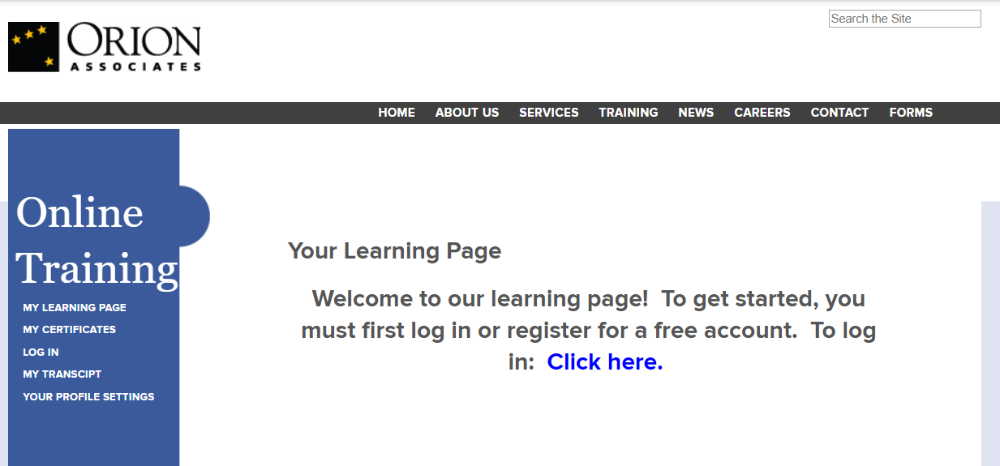 Search the Site
ORION
ASSOCIATES
HOME ABOUT US SERVICES TRAINING NEWS CAREERS CONTACT FORMS
Online
Training
MY LEARNING PAGE
MY CERTIFICATES
LOG IN
MY TRANSCIPT
YOUR PROFILE SETTINGS
Your Learning Page
Welcome to our learning page! To get started, you
must first log in or register for a free account. To log
in: Click here.